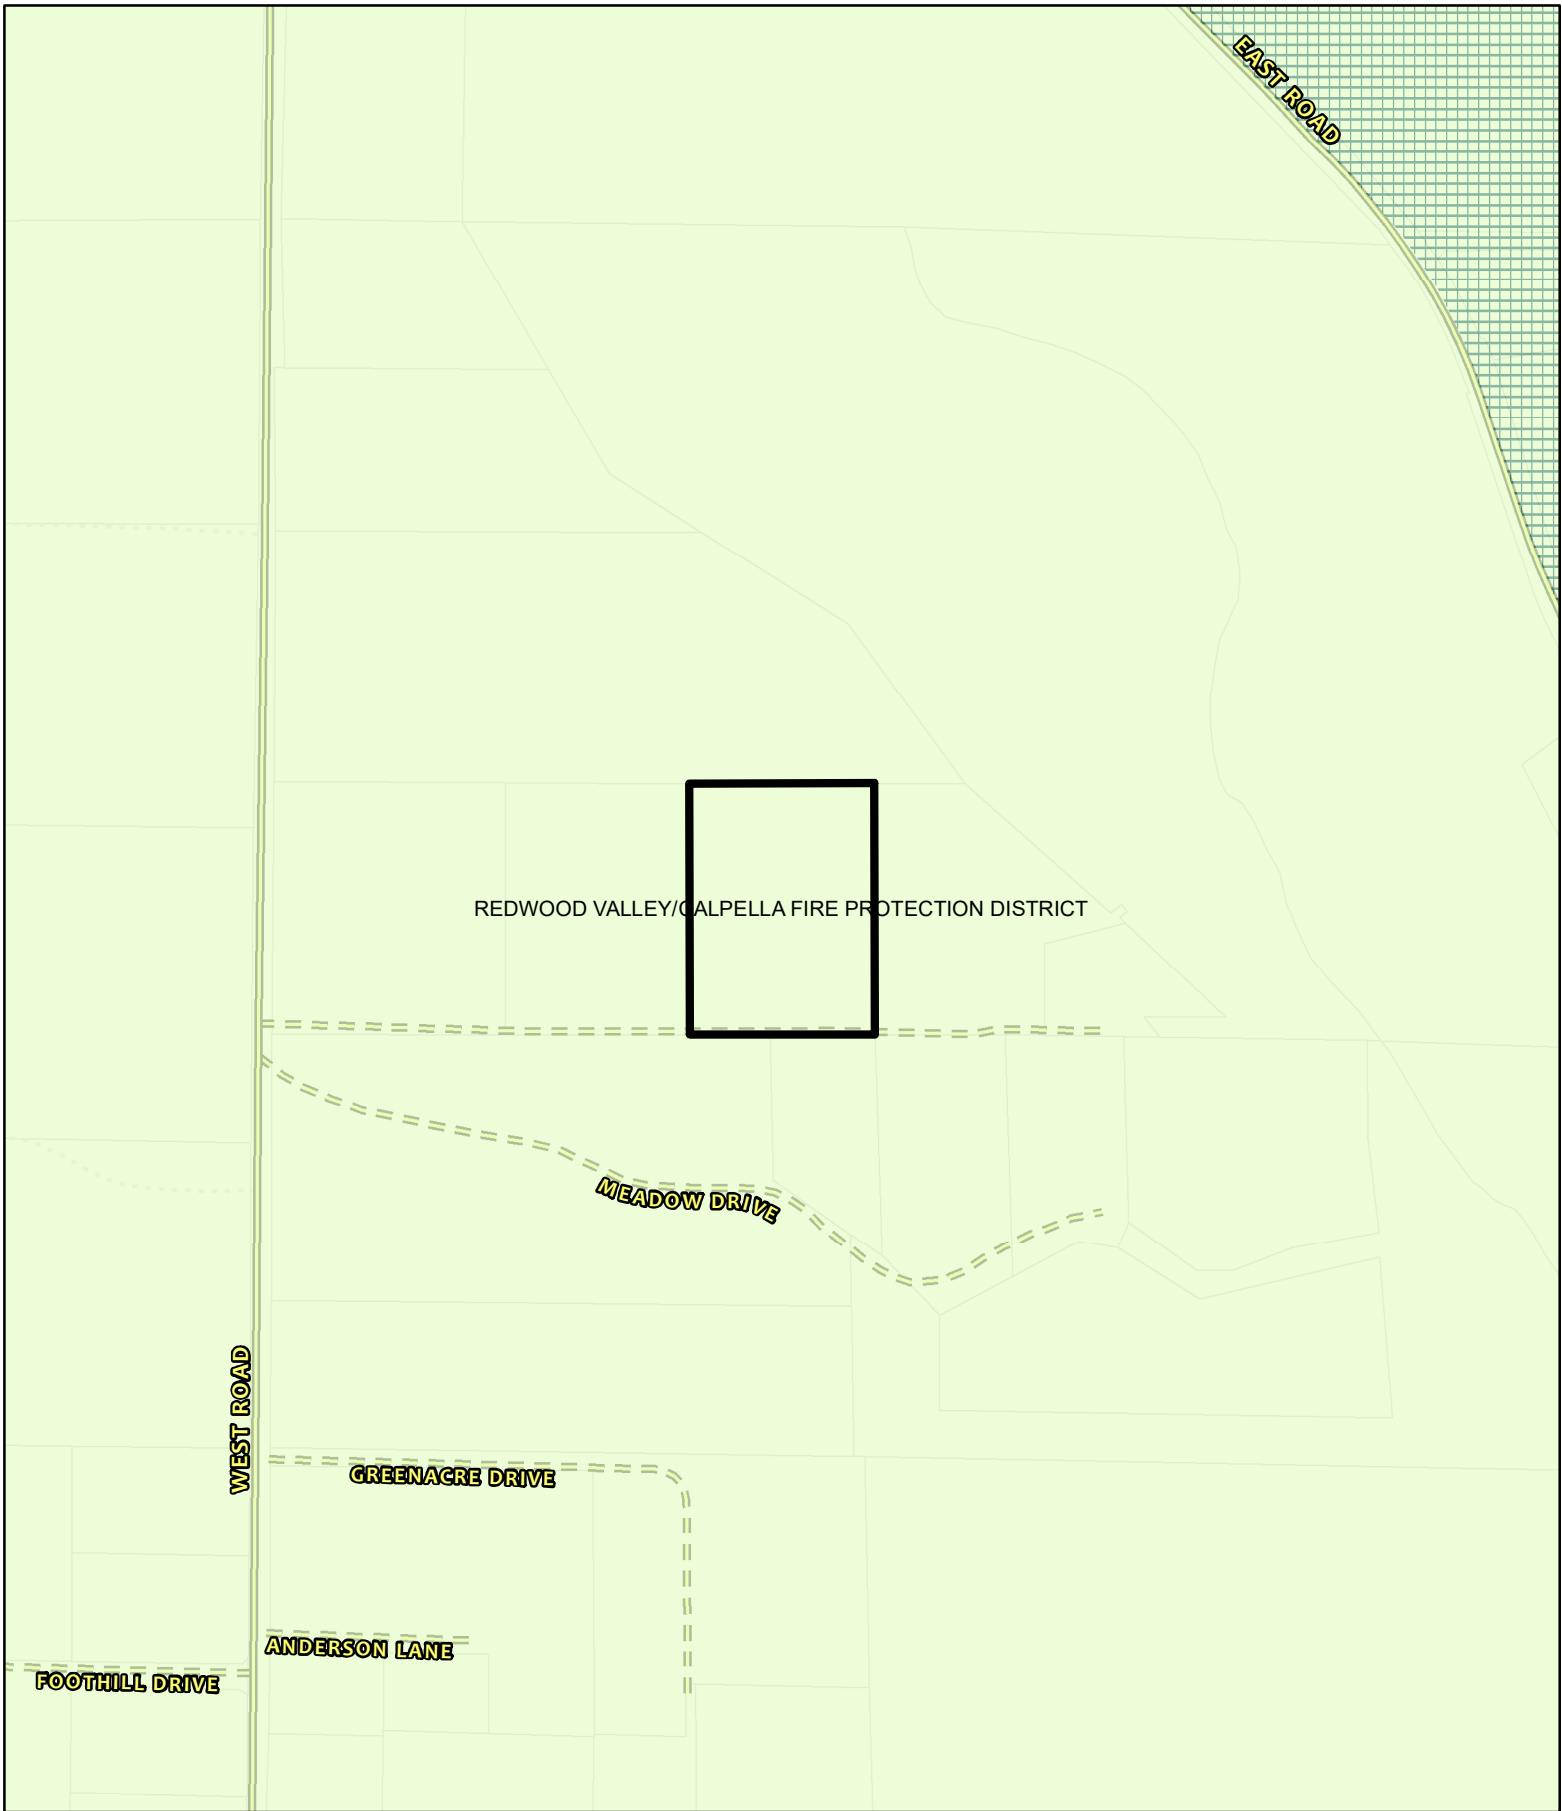 EAST ROAD
REDWOOD VALLEY/CALPELLA FIRE PROTECTION DISTRICT
MEADOW DRIVE
WEST ROAD
GREENACRE DRIVE
ANDERSON LANE
FOOTHILL DRIVE